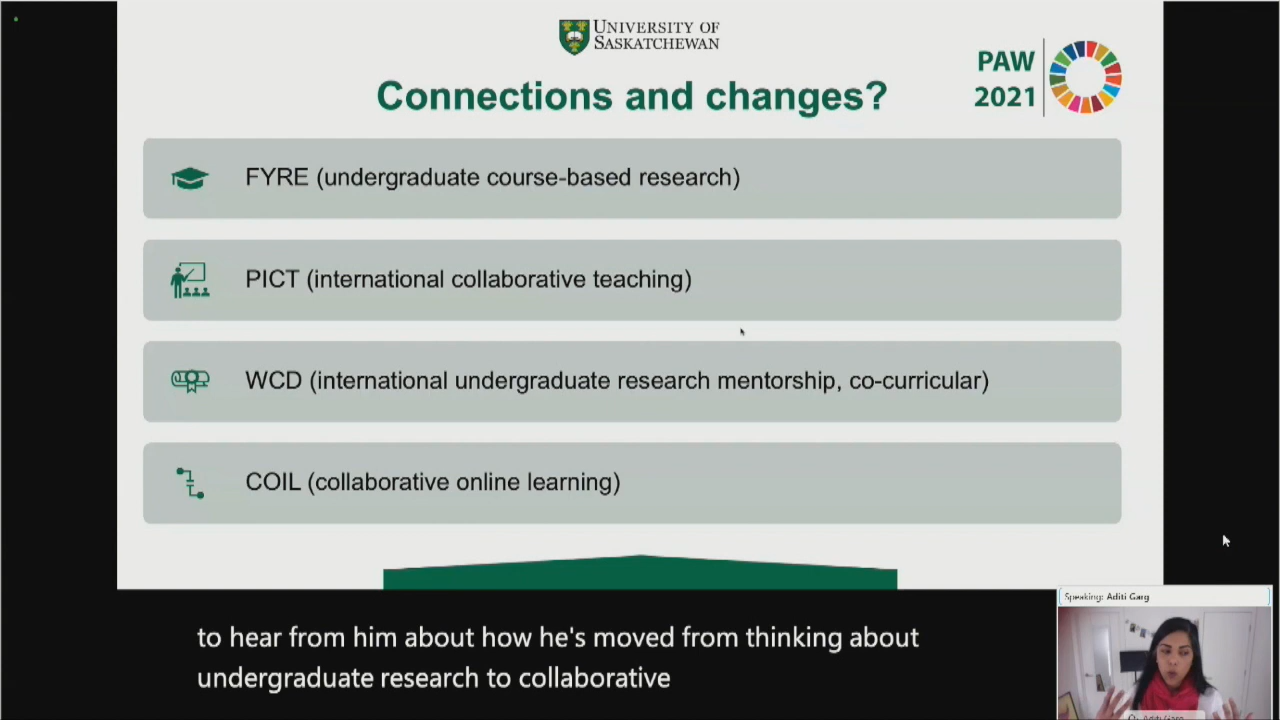 UNIVERSITY OF
SASKATCHEWAN
PAW
2021
Connections and changes?
FYRE (undergraduate course-based research)
PICT (international collaborative teaching)
WCD (international undergraduate research mentorship, co-curricular)
COIL (collaborative online learning)
Speaking: Aditi Garg
to hear from him about how he's moved from thinking about
undergraduate research to collaborative
Aditi Garg